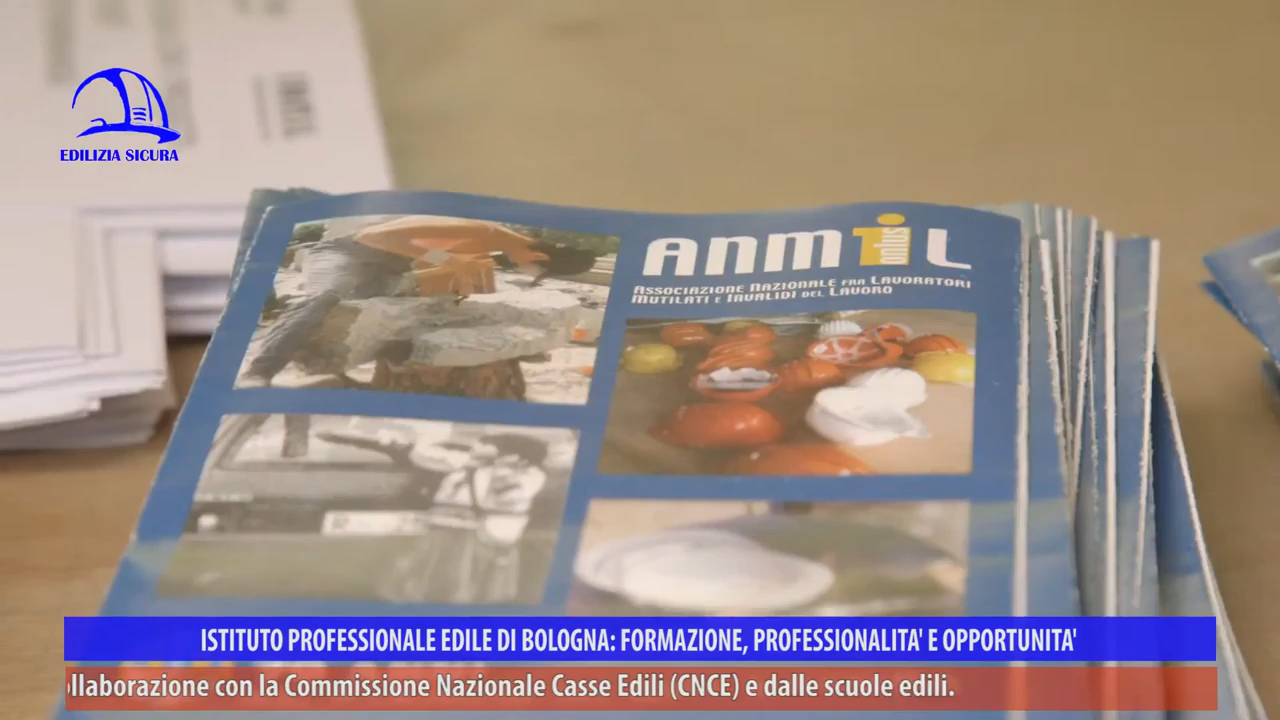 EDILIZIA SICURA
ANMiL
onlus
ASSOCIAZIONE NAZIONALE FRA LAVORATORI
MUTILATI E INVALIDI DEL LAVORO
ISTITUTO PROFESSIONALE EDILE DI BOLOGNA: FORMAZIONE, PROFESSIONALITA' E OPPORTUNITA'
ollaborazione con la Commissione Nazionale Casse Edili (CNCE) e dalle scuole edili.